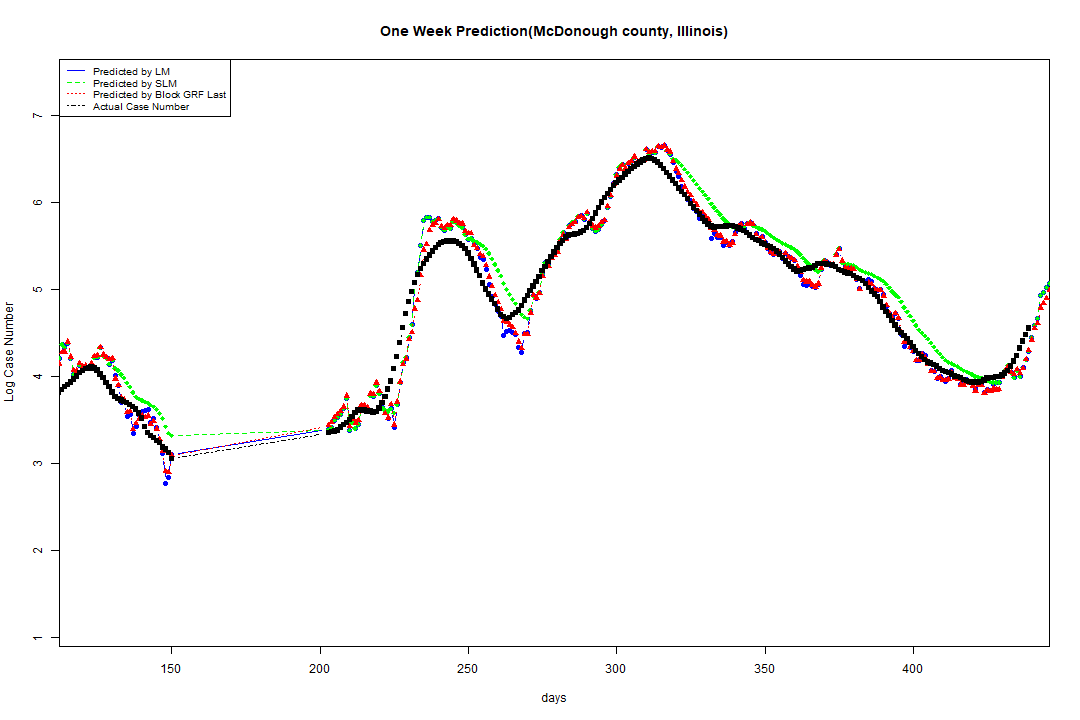 One Week Prediction(McDonough county, Illinois)
Predicted by LM
Predicted by SLM
Predicted by Block GRF Last
Actual Case Number
Log Case Number
7
6
5
4
3
2
1
150 200 250 300 350 400
days